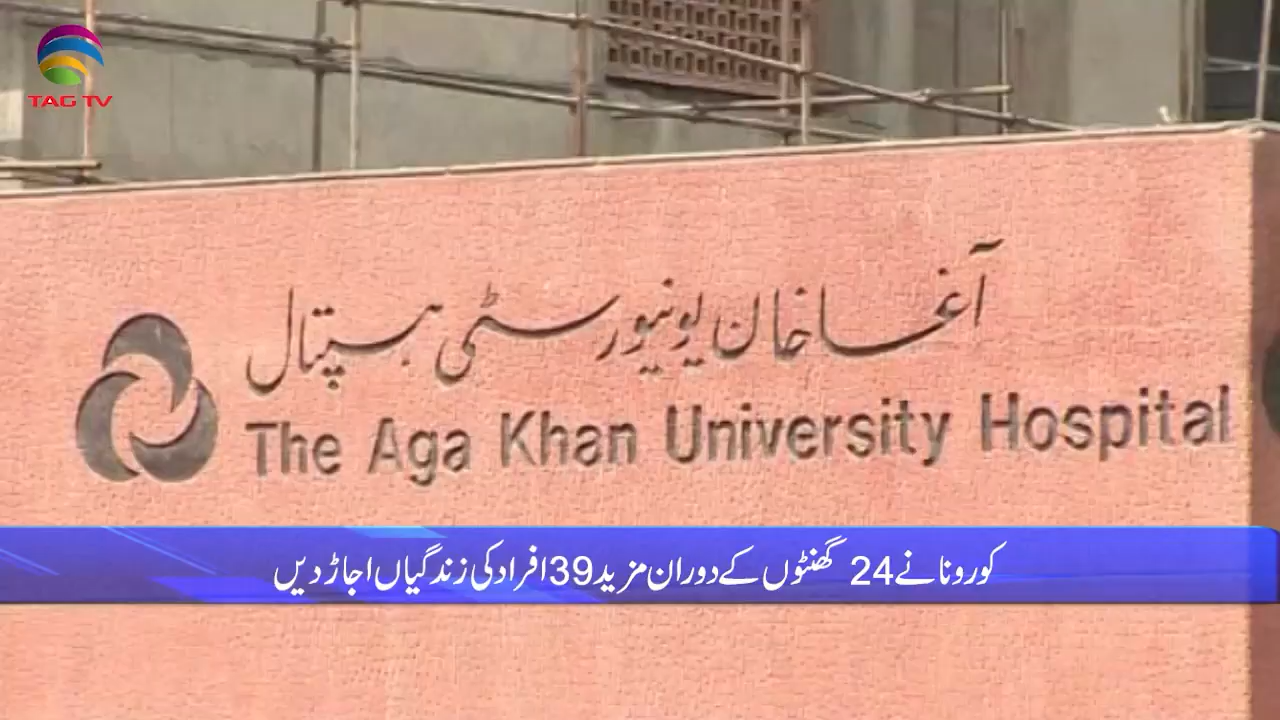 TAG TV
آغا خان یونیورسٹی ہسپتال
The Aga Khan University Hospital
کورونا نے 24 گھنٹوں کے دوران مزید 39 افراد کی زندگیاں اجاڑ دیں